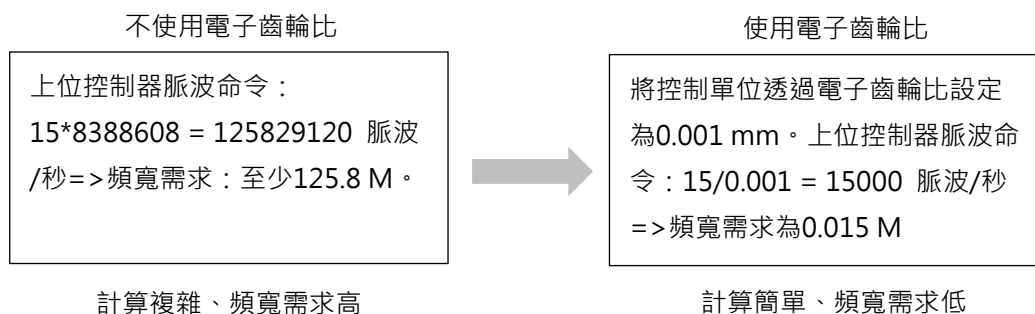 不使用電子齒輪比
上位控制器脈波命令：
15*8388608 = 125829120 脈波
/秒=>頻寬需求：至少125.8 M。
計算複雜、頻寬需求高
使用電子齒輪比
將控制單位透過電子齒輪比設定
為0.001 mm。上位控制器脈波命
令：15/0.001 = 15000 脈波/秒
=>頻寬需求為0.015 M
計算簡單、頻寬需求低